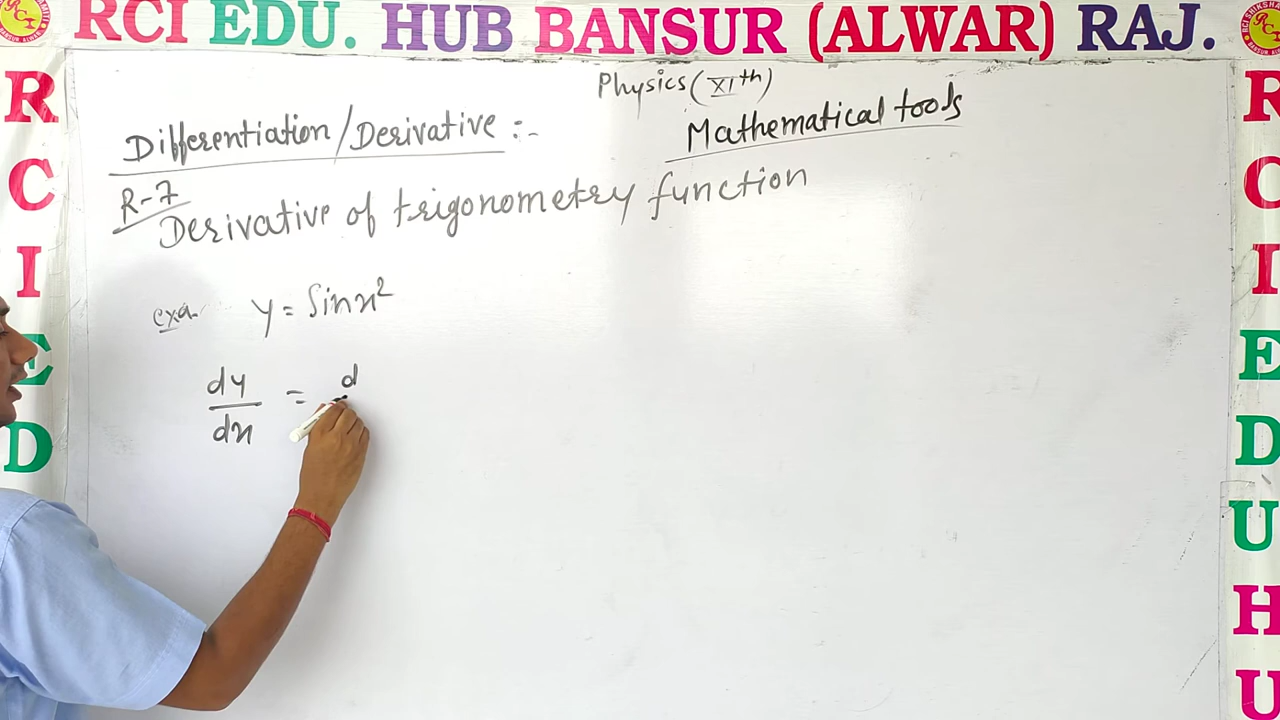 RCI EDU. HUB BANSUR (ALWAR) RAJ.
R
C
I
E
D
Physics (XIth)
Mathematical tools
Differentiation/Derivative :-
R-7
Derivative of trigonometry function
exa. y = Sinx²
dy
dx
= d
R
C
I
E
D
U
H
U